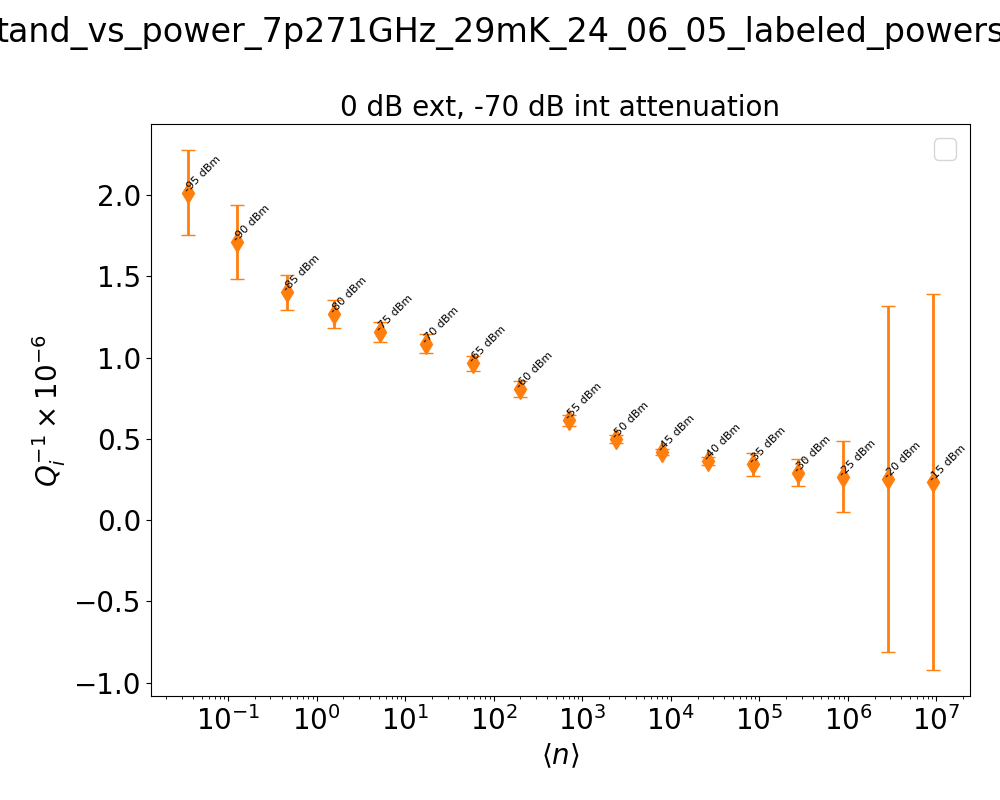 tand_vs_power_7p271GHz_29mK_24_06_05_labeled_powers
0 dB ext, -70 dB int attenuation
2.0
1.5
1.0
0.5
0.0
−0.5
−1.0
Q_i^{−1} × 10^{−6}
-95 dBm
-90 dBm
-85 dBm
-80 dBm
-75 dBm
-70 dBm
-65 dBm
-60 dBm
-55 dBm
-50 dBm
-45 dBm
-40 dBm
-35 dBm
-30 dBm
-25 dBm
-20 dBm
-15 dBm
10^{−1} 10^0 10^1 10^2 10^3 10^4 10^5 10^6 10^7
⟨n⟩